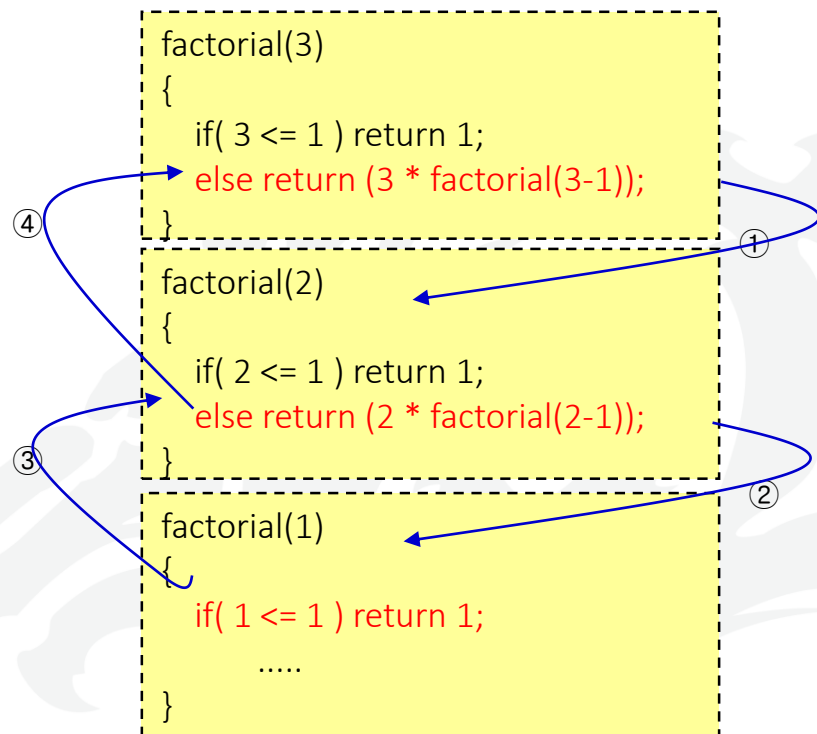 factorial(3)
{
if( 3 <= 1 ) return 1;
else return (3 * factorial(3-1));
}
④
①
factorial(2)
{
if( 2 <= 1 ) return 1;
else return (2 * factorial(2-1));
}
③
②
factorial(1)
{
if( 1 <= 1 ) return 1;
.....
}